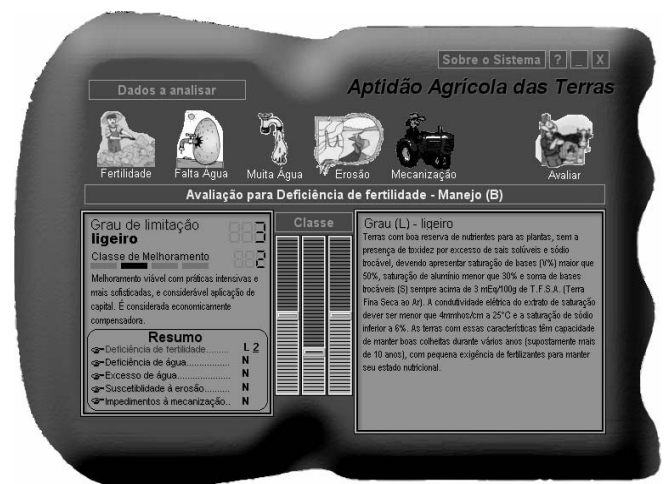 Sobre o Sistema ? _ X
Dados a analisar
Aptidão Agrícola das Terras
Fertilidade Falta Água Muita Água Erosão Mecanização Avaliar
Avaliação para Deficiência de fertilidade - Manejo (B)
Grau de limitação
ligeiro
3
Classe de Melhoramento
2
Melhoramento viável com práticas intensivas e
mais sofisticadas, e considerável aplicação de
capital. É considerada economicamente
compensadora.
Resumo
Deficiência de fertilidade........ L 2
Deficiência de água............ N
Excesso de água............ N
Suscetiblidade à erosão.......... N
Impedimentos à mecanização.. N
Classe
Grau (L) - ligeiro
Terras com boa reserva de nutrientes para as plantas, sem a
presença de toxidez por excesso de sais solúveis e sódio
trocável, devendo apresentar saturação de bases (V%) maior que
50%, saturação de alumínio menor que 30% e soma de bases
trocáveis (S) sempre acima de 3 mEq/100g de T.F.S.A. (Terra
Fina Seca ao Ar). A condutividade elétrica do extrato de saturação
dever ser menor que 4mmhos/cm a 25°C e a saturação de sódio
inferior a 6%. As terras com essas características têm capacidade
de manter boas colheitas durante vários anos (supostamente mais
de 10 anos), com pequena exigência de fertilizantes para manter
seu estado nutricional.